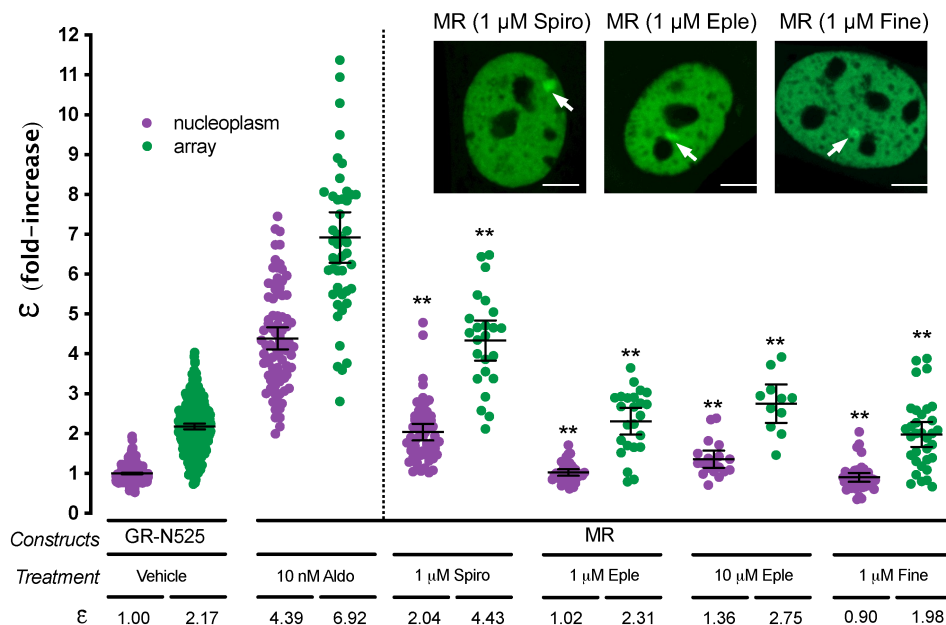 MR (1 µM Spiro) MR (1 µM Eple) MR (1 µM Fine)
12
11
10
9
8
7
6
5
4
3
2
1
0
ε (fold−increase)
nucleoplasm
array
** ** ** ** ** ** ** **
Constructs GR-N525 MR
Treatment Vehicle 10 nM Aldo 1 µM Spiro 1 µM Eple 10 µM Eple 1 µM Fine
ε 1.00 2.17 4.39 6.92 2.04 4.43 1.02 2.31 1.36 2.75 0.90 1.98